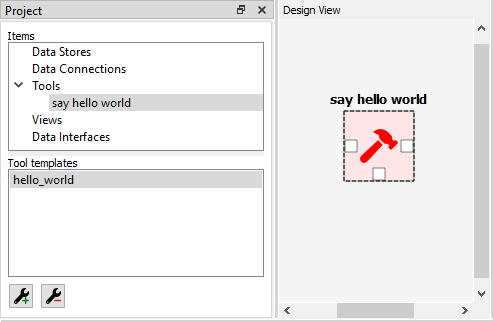 Project
Items
Data Stores
Data Connections
Tools
say hello world
Views
Data Interfaces
Tool templates
hello_world
Design View
say hello world